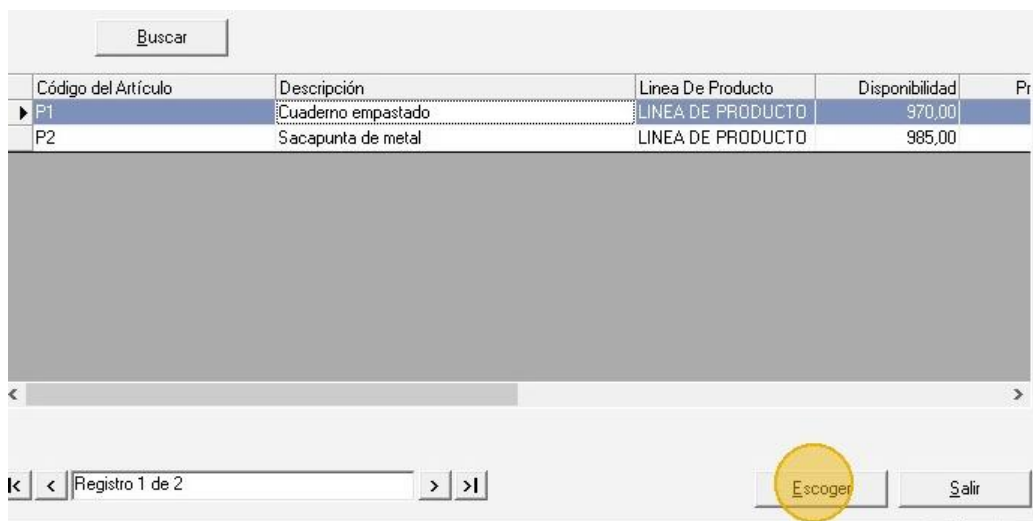 Buscar
Código del Artículo Descripción Linea De Producto Disponibilidad Pr
P1 Cuaderno empastado LINEA DE PRODUCTO 970,00
P2 Sacapunta de metal LINEA DE PRODUCTO 985,00
Registro 1 de 2 Escoger Salir